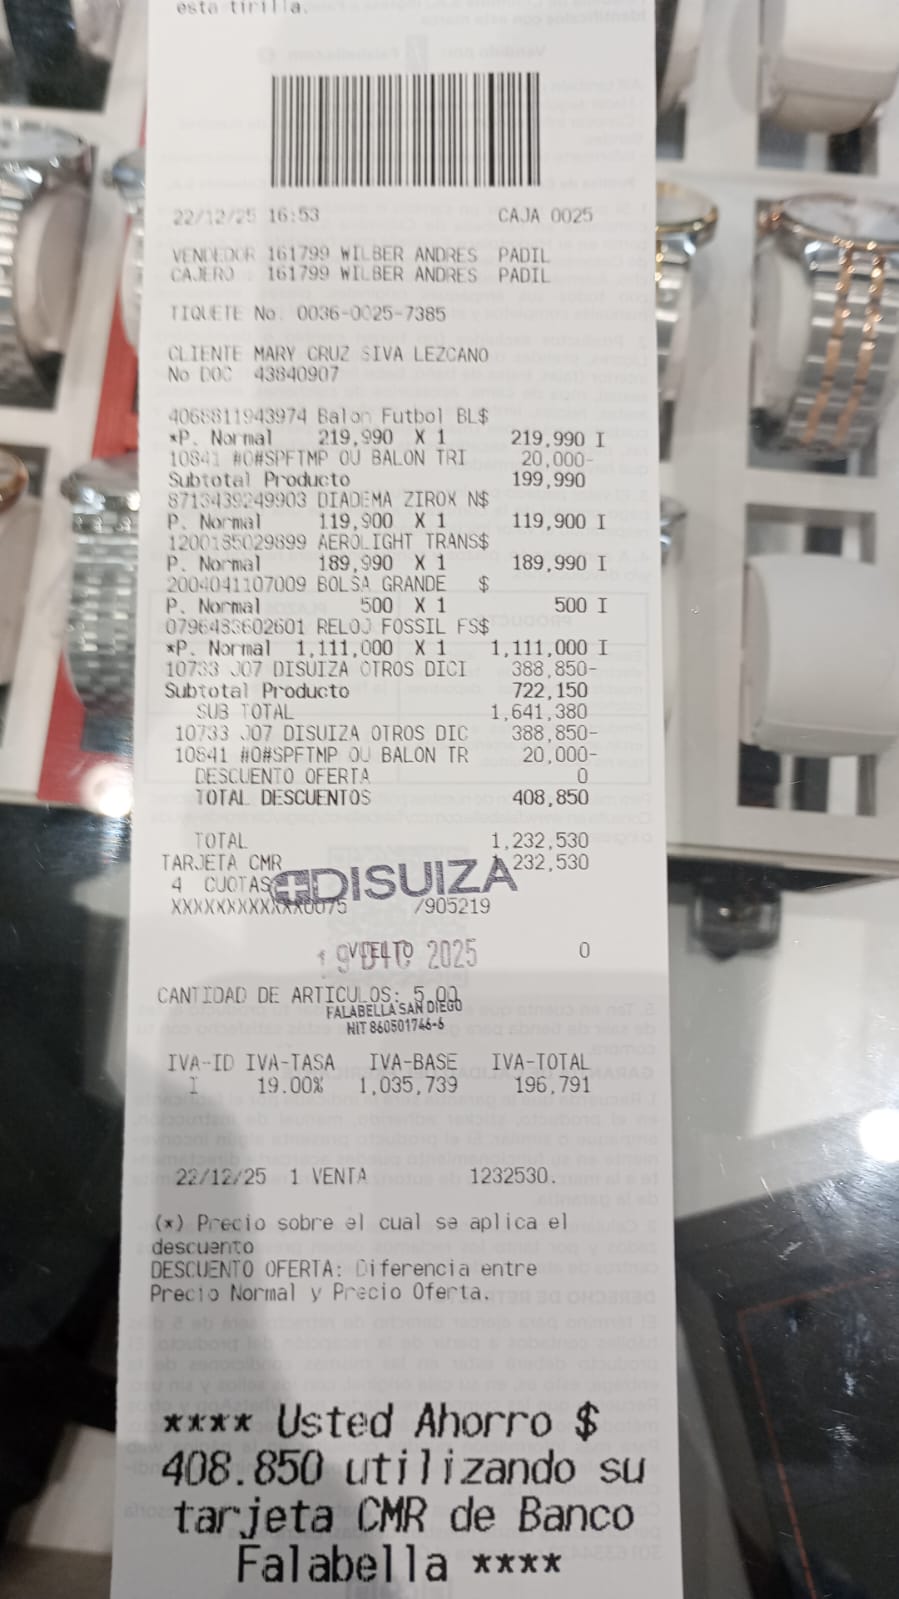 esta tirilla.
22/12/25 16:53 CAJA 0025
VENDEDOR 161799 WILBER ANDRES PADIL
CAJERO 161799 WILBER ANDRES PADIL
TIQUETE No. 0036-0025-7385
CLIENTE MARY CRUZ SIVA LEZCANO
No DOC 43840907
4068811943974 Balon Futbol BL$
*P. Normal 219,990 X 1 219,990 I
10841 #0#SPFTMP OU BALON TRI 20,000-
Subtotal Producto 199,990
8713439249903 DIADEMA ZIROX N$
P. Normal 119,900 X 1 119,900 I
1200185029899 AEROLIGHT TRANS$
P. Normal 189,990 X 1 189,990 I
2004041107009 BOLSA GRANDE $
P. Normal 500 X 1 500 I
0796483602601 RELOJ FOSSIL FS$
*P. Normal 1,111,000 X 1 1,111,000 I
10733 J07 DISUIZA OTROS DICI 388,850-
Subtotal Producto 722,150
SUB TOTAL 1,641,380
10733 J07 DISUIZA OTROS DIC 388,850-
10841 #0#SPFTMP OU BALON TR 20,000-
DESCUENTO OFERTA 0
TOTAL DESCUENTOS 408,850
TOTAL 1,232,530
TARJETA CMR 1,232,530
4 CUOTAS
DISUIZA
XXXXXXXXXXXX0075 /905219
VUELTO 0
19 DIC 2025
CANTIDAD DE ARTICULOS: 5.00
FALABELLA SAN DIEGO
NIT 860501746-6
IVA-ID IVA-TASA IVA-BASE IVA-TOTAL
I 19.00% 1,035,739 196,791
22/12/25 1 VENTA 1232530.
(*) Precio sobre el cual se aplica el
descuento
DESCUENTO OFERTA: Diferencia entre
Precio Normal y Precio Oferta.
**** Usted Ahorro $
408.850 utilizando su
tarjeta CMR de Banco
Falabella ****